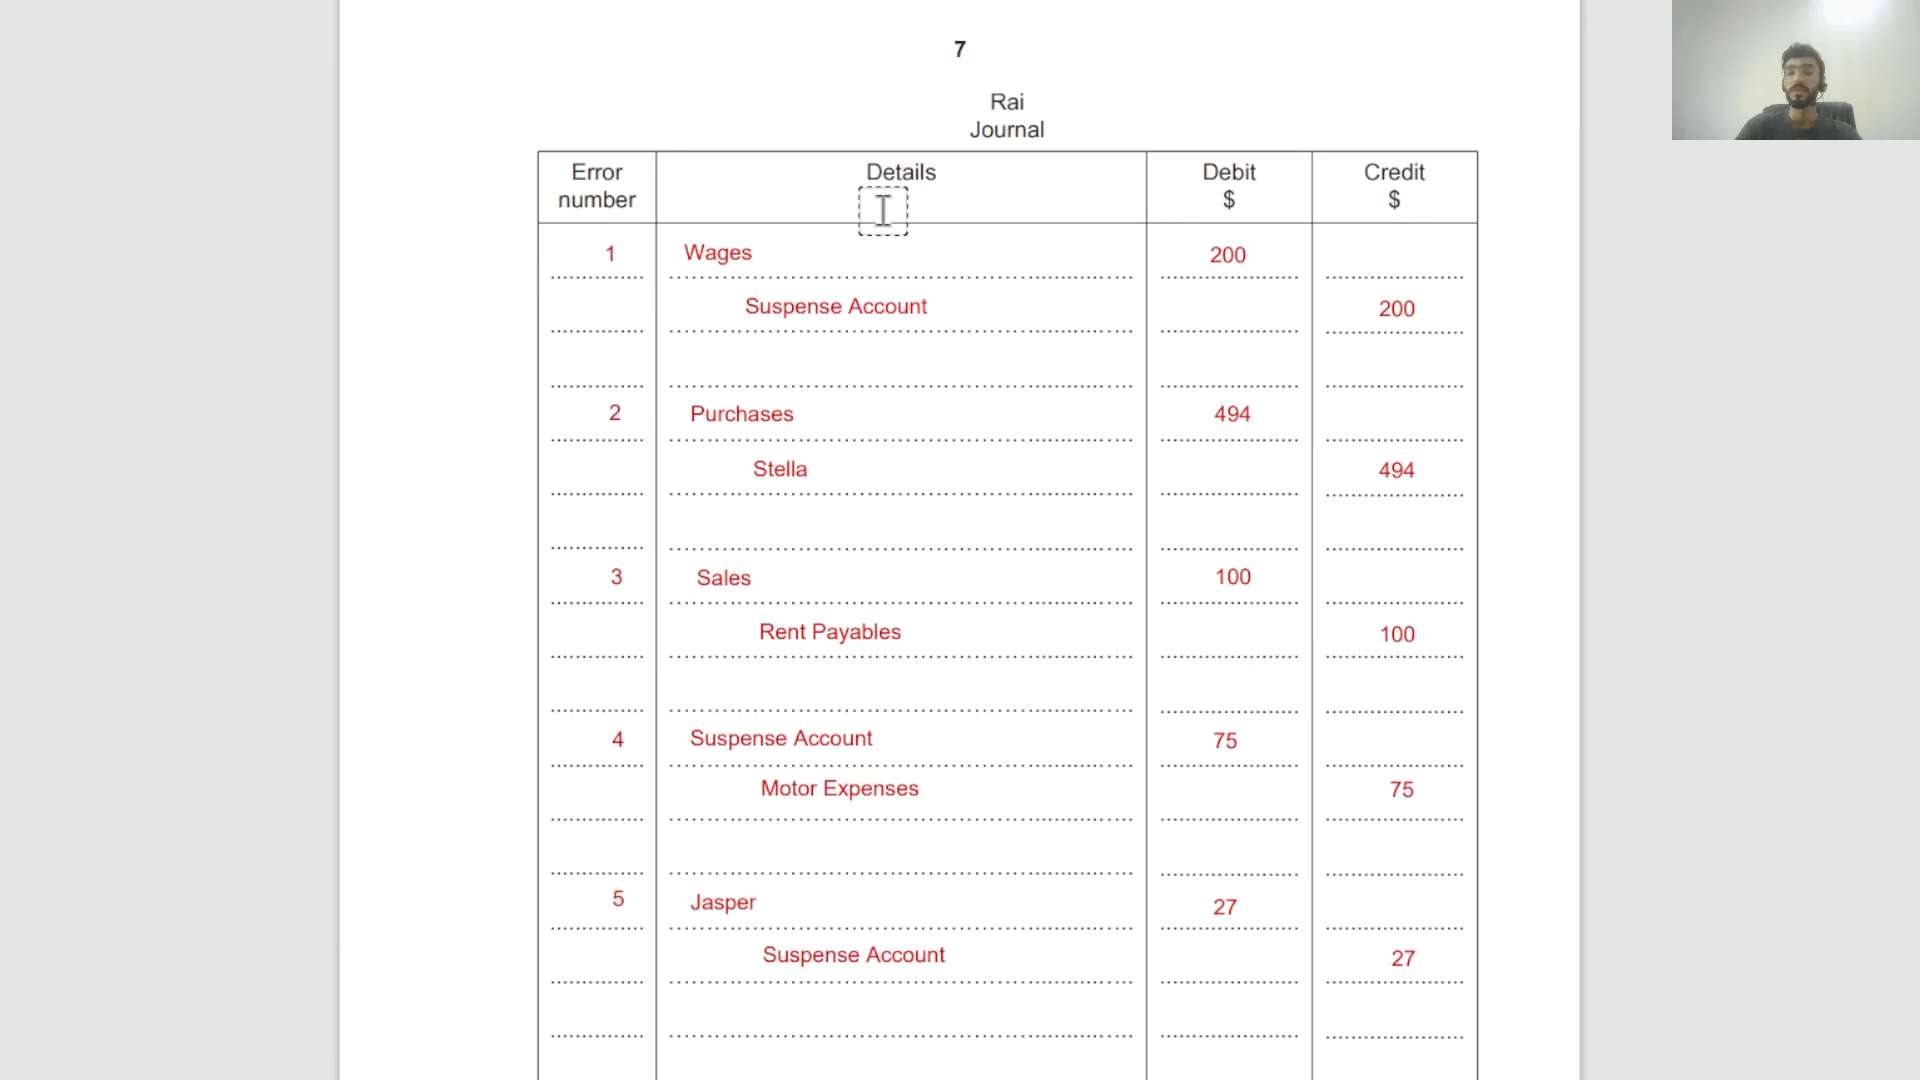 7
Rai
Journal
Error number Details Debit $ Credit $
1 Wages 200
Suspense Account 200
2 Purchases 494
Stella 494
3 Sales 100
Rent Payables 100
4 Suspense Account 75
Motor Expenses 75
5 Jasper 27
Suspense Account 27